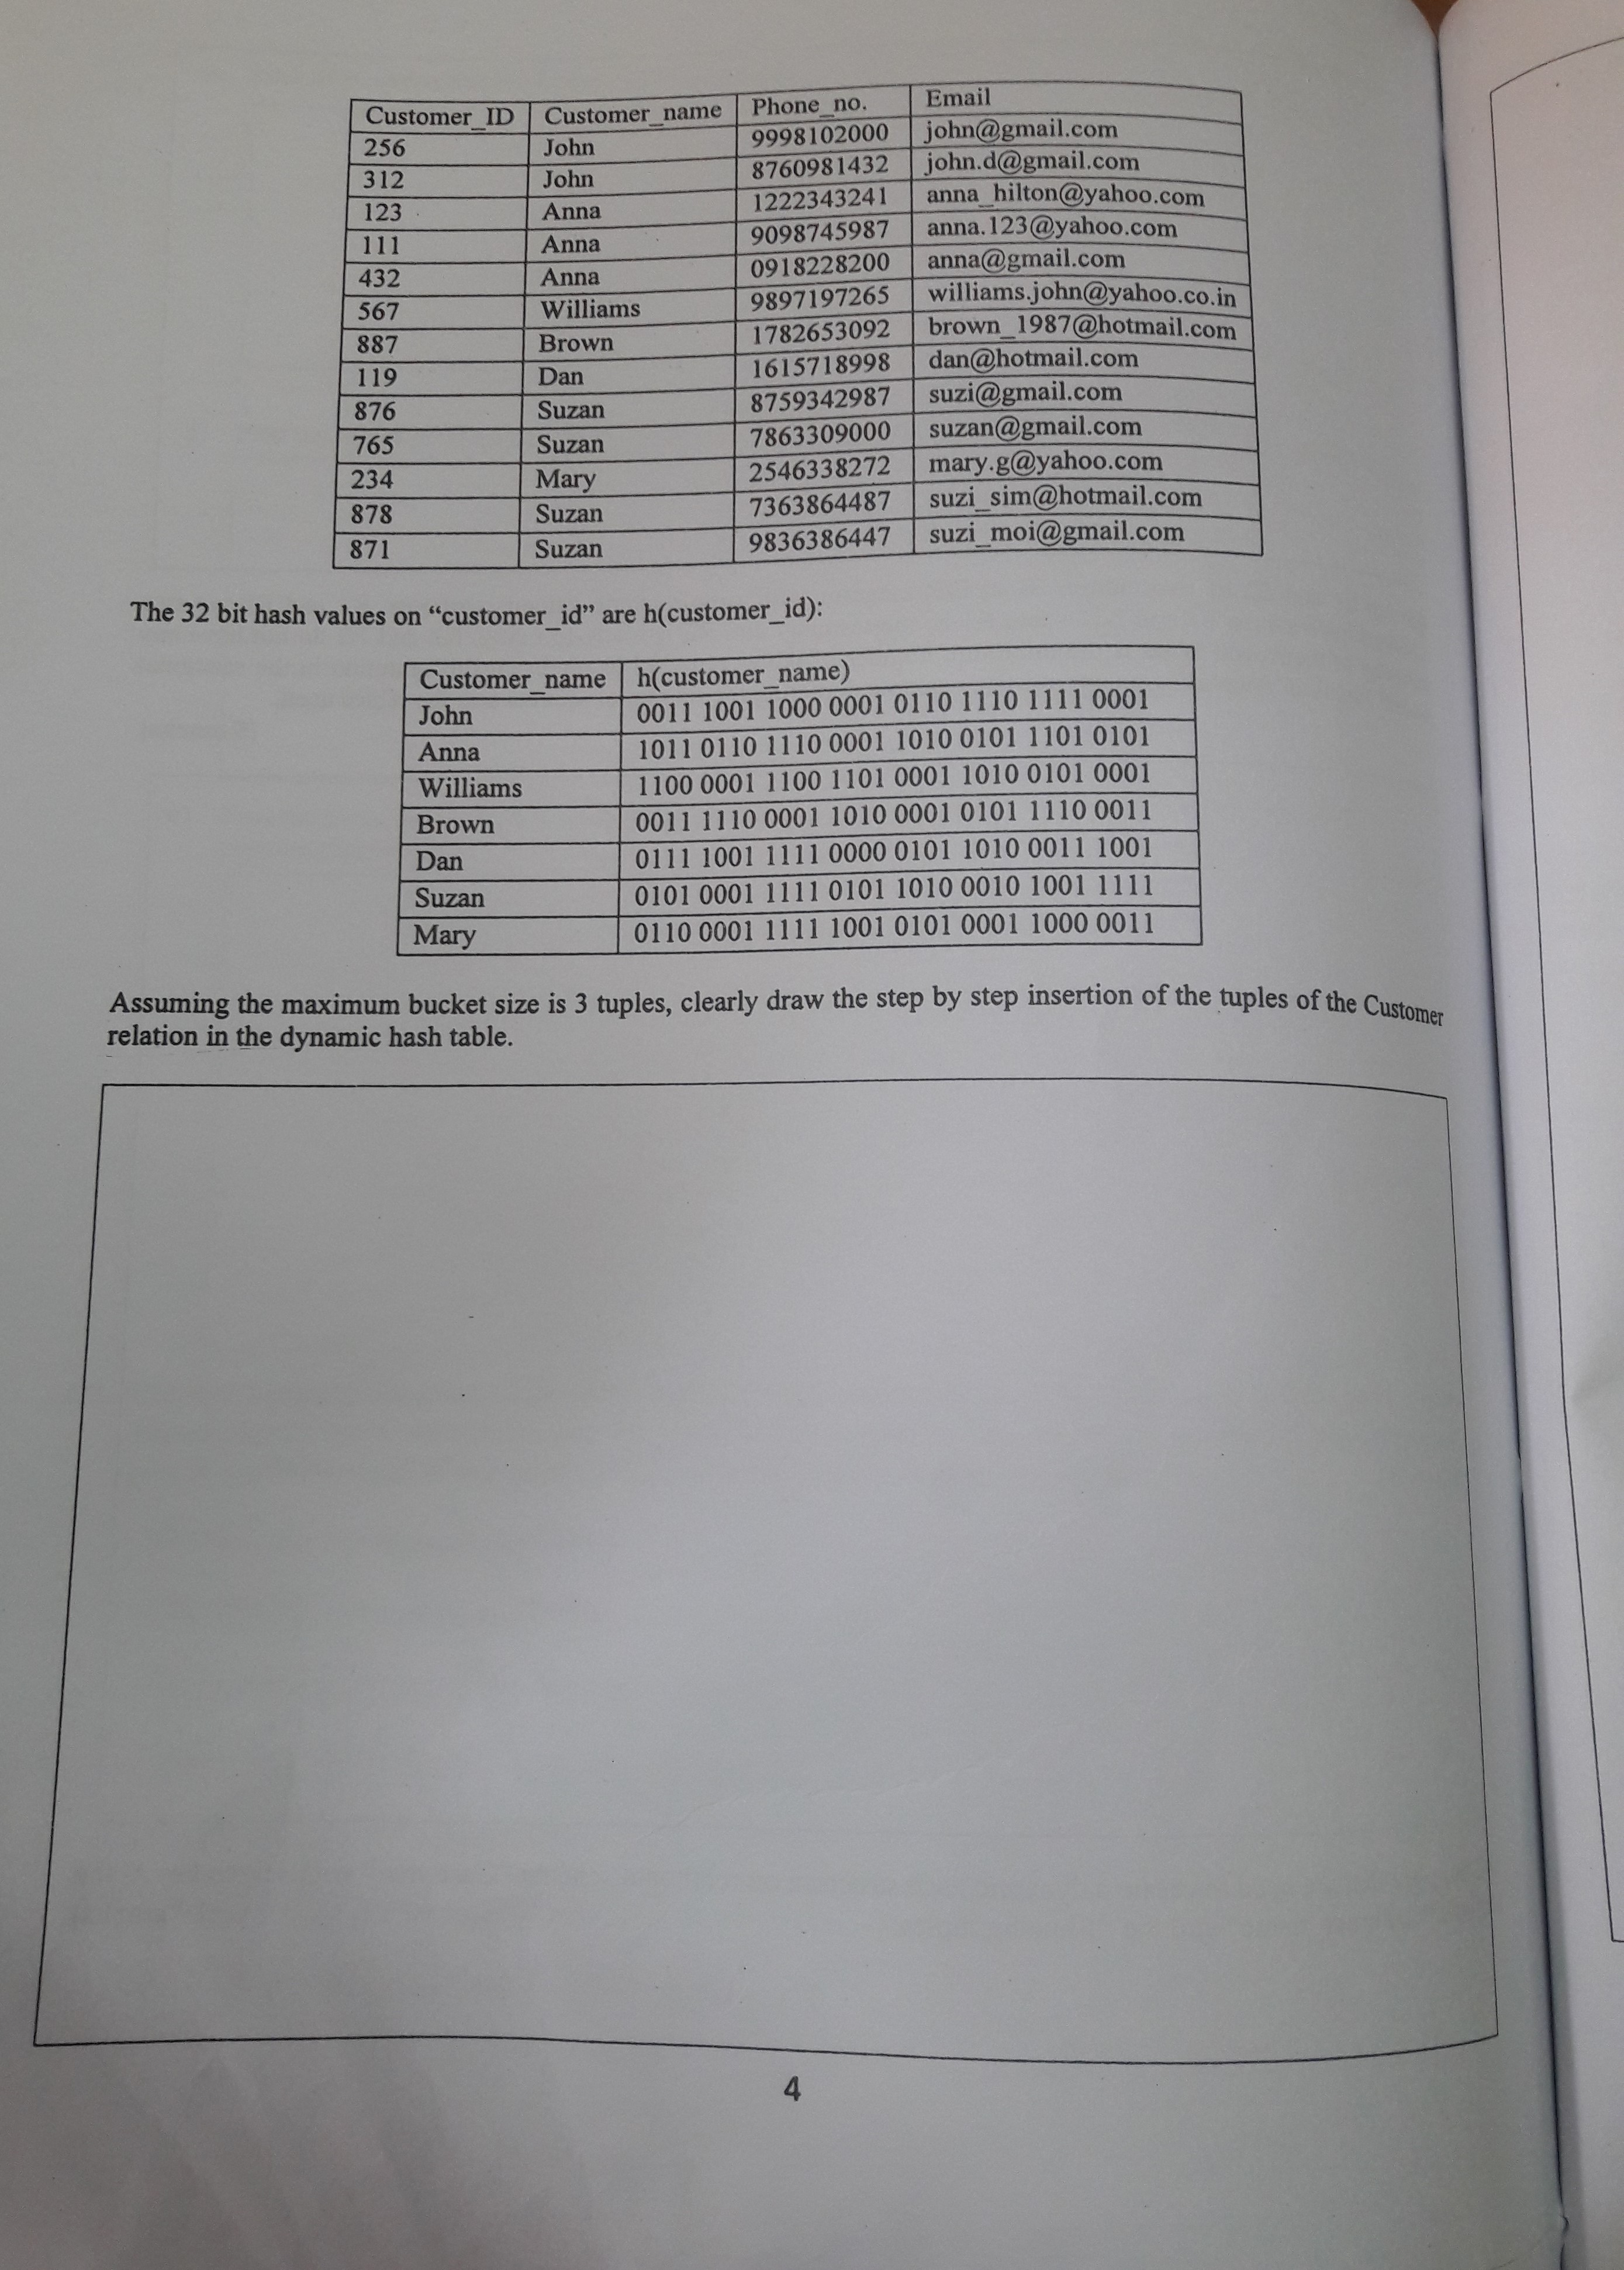 Customer_ID Customer_name Phone_no. Email
256 John 9998102000 john@gmail.com
312 John 8760981432 john.d@gmail.com
123 Anna 1222343241 anna_hilton@yahoo.com
111 Anna 9098745987 anna.123@yahoo.com
432 Anna 0918228200 anna@gmail.com
567 Williams 9897197265 williams.john@yahoo.co.in
887 Brown 1782653092 brown_1987@hotmail.com
119 Dan 1615718998 dan@hotmail.com
876 Suzan 8759342987 suzi@gmail.com
765 Suzan 7863309000 suzan@gmail.com
234 Mary 2546338272 mary.g@yahoo.com
878 Suzan 7363864487 suzi_sim@hotmail.com
871 Suzan 9836386447 suzi_moi@gmail.com
The 32 bit hash values on “customer_id” are h(customer_id):
Customer_name h(customer_name)
John 0011 1001 1000 0001 0110 1110 1111 0001
Anna 1011 0110 1110 0001 1010 0101 1101 0101
Williams 1100 0001 1100 1101 0001 1010 0101 0001
Brown 0011 1110 0001 1010 0001 0101 1110 0011
Dan 0111 1001 1111 0000 0101 1010 0011 1001
Suzan 0101 0001 1111 0101 1010 0010 1001 1111
Mary 0110 0001 1111 1001 0101 0001 1000 0011
Assuming the maximum bucket size is 3 tuples, clearly draw the step by step insertion of the tuples of the Customer
relation in the dynamic hash table.
4